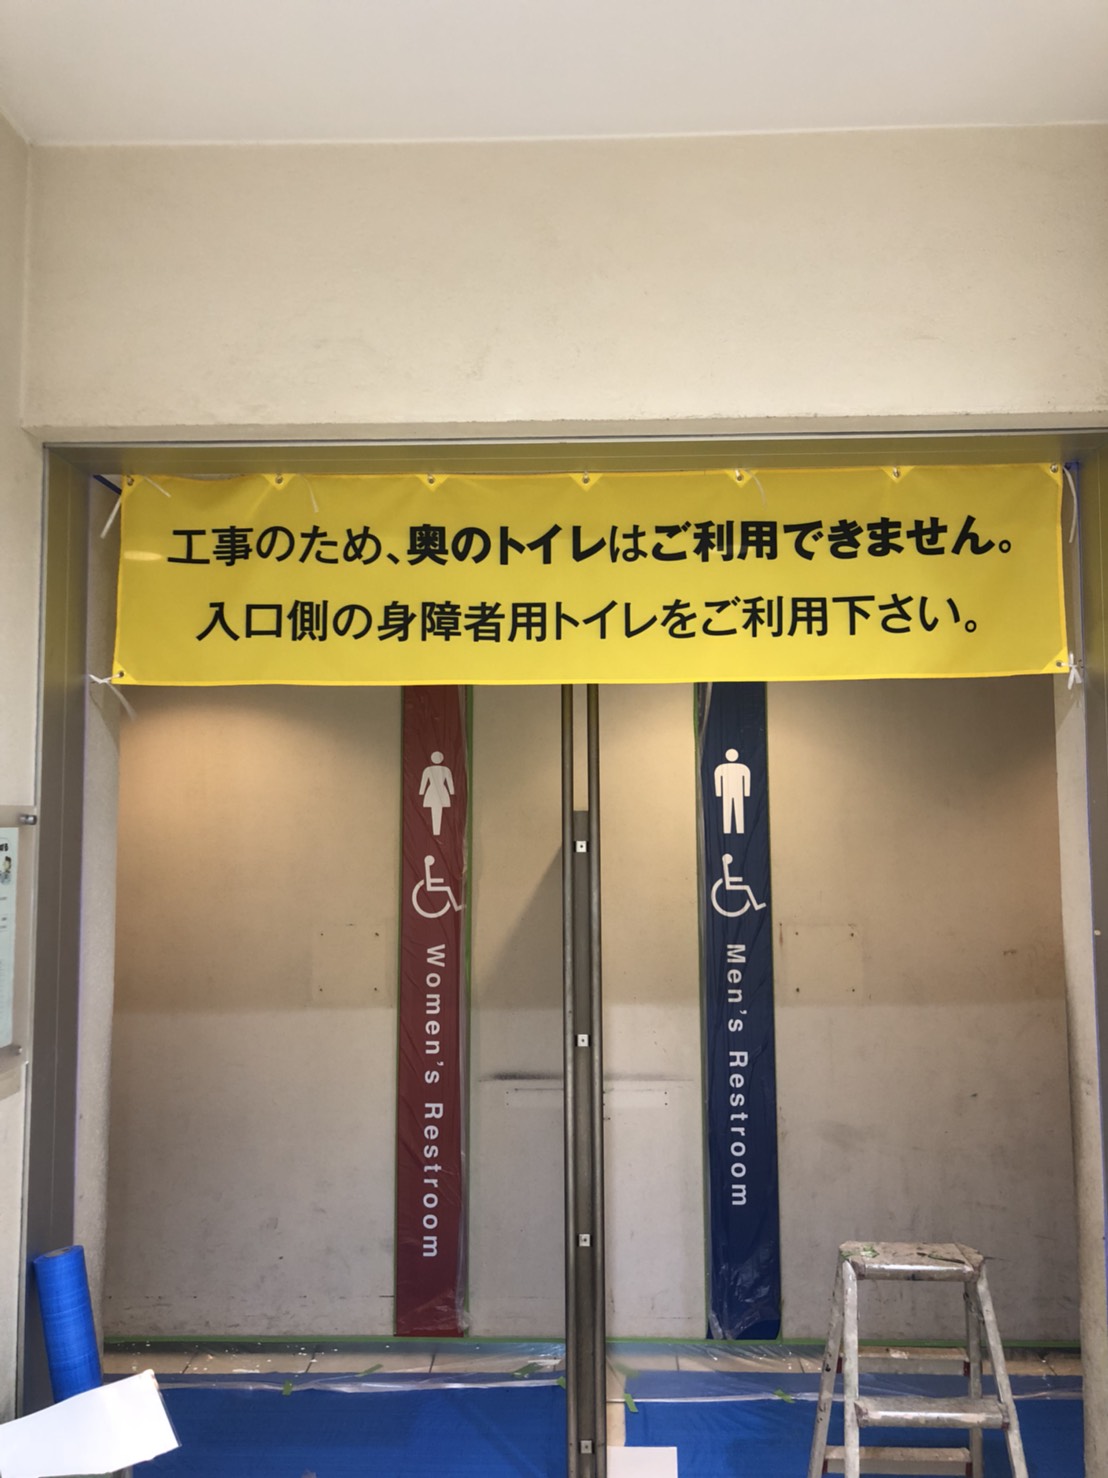 工事のため、奥のトイレはご利用できません。
入口側の身障者用トイレをご利用下さい。
Women's Restroom
Men's Restroom